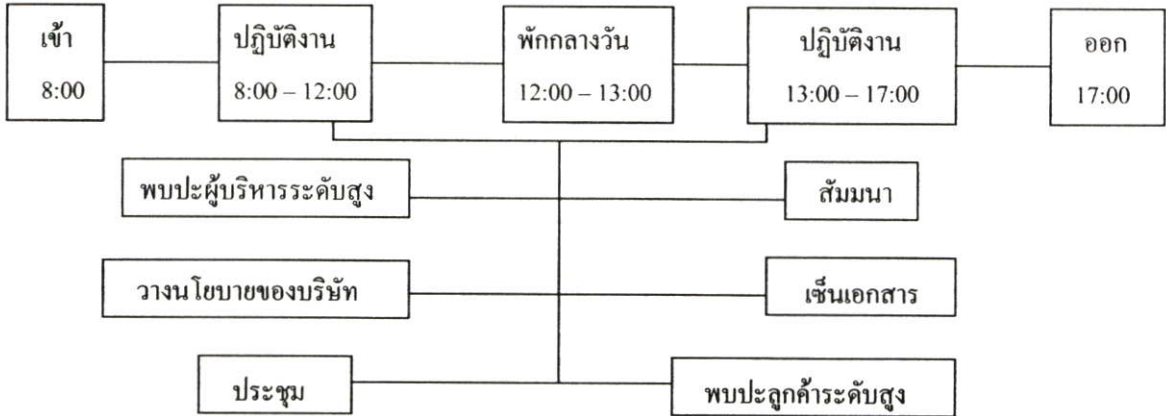 เข้า
8:00
ปฏิบัติงาน
8:00 – 12:00
พักกลางวัน
12:00 – 13:00
ปฏิบัติงาน
13:00 – 17:00
ออก
17:00
พบปะผู้บริหารระดับสูง
สัมมนา
วางนโยบายของบริษัท
เซ็นเอกสาร
ประชุม
พบปะลูกค้าระดับสูง